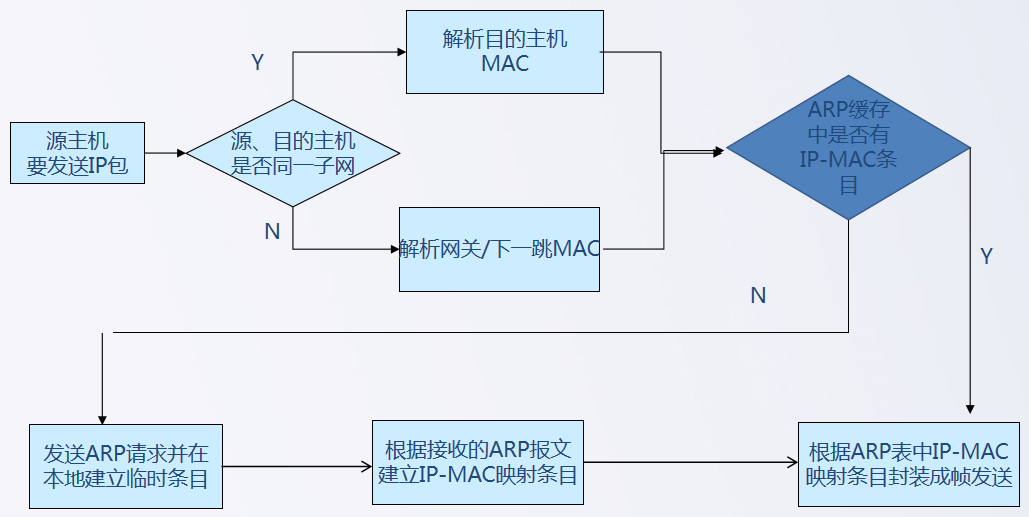 Y
解析目的主机
MAC
源主机
要发送IP包
源、目的主机
是否同一子网
ARP缓存
中是否有
IP-MAC条
目
N
解析网关/下一跳MAC
Y
N
发送ARP请求并在
本地建立临时条目
根据接收的ARP报文
建立IP-MAC映射条目
根据ARP表中IP-MAC
映射条目封装成帧发送